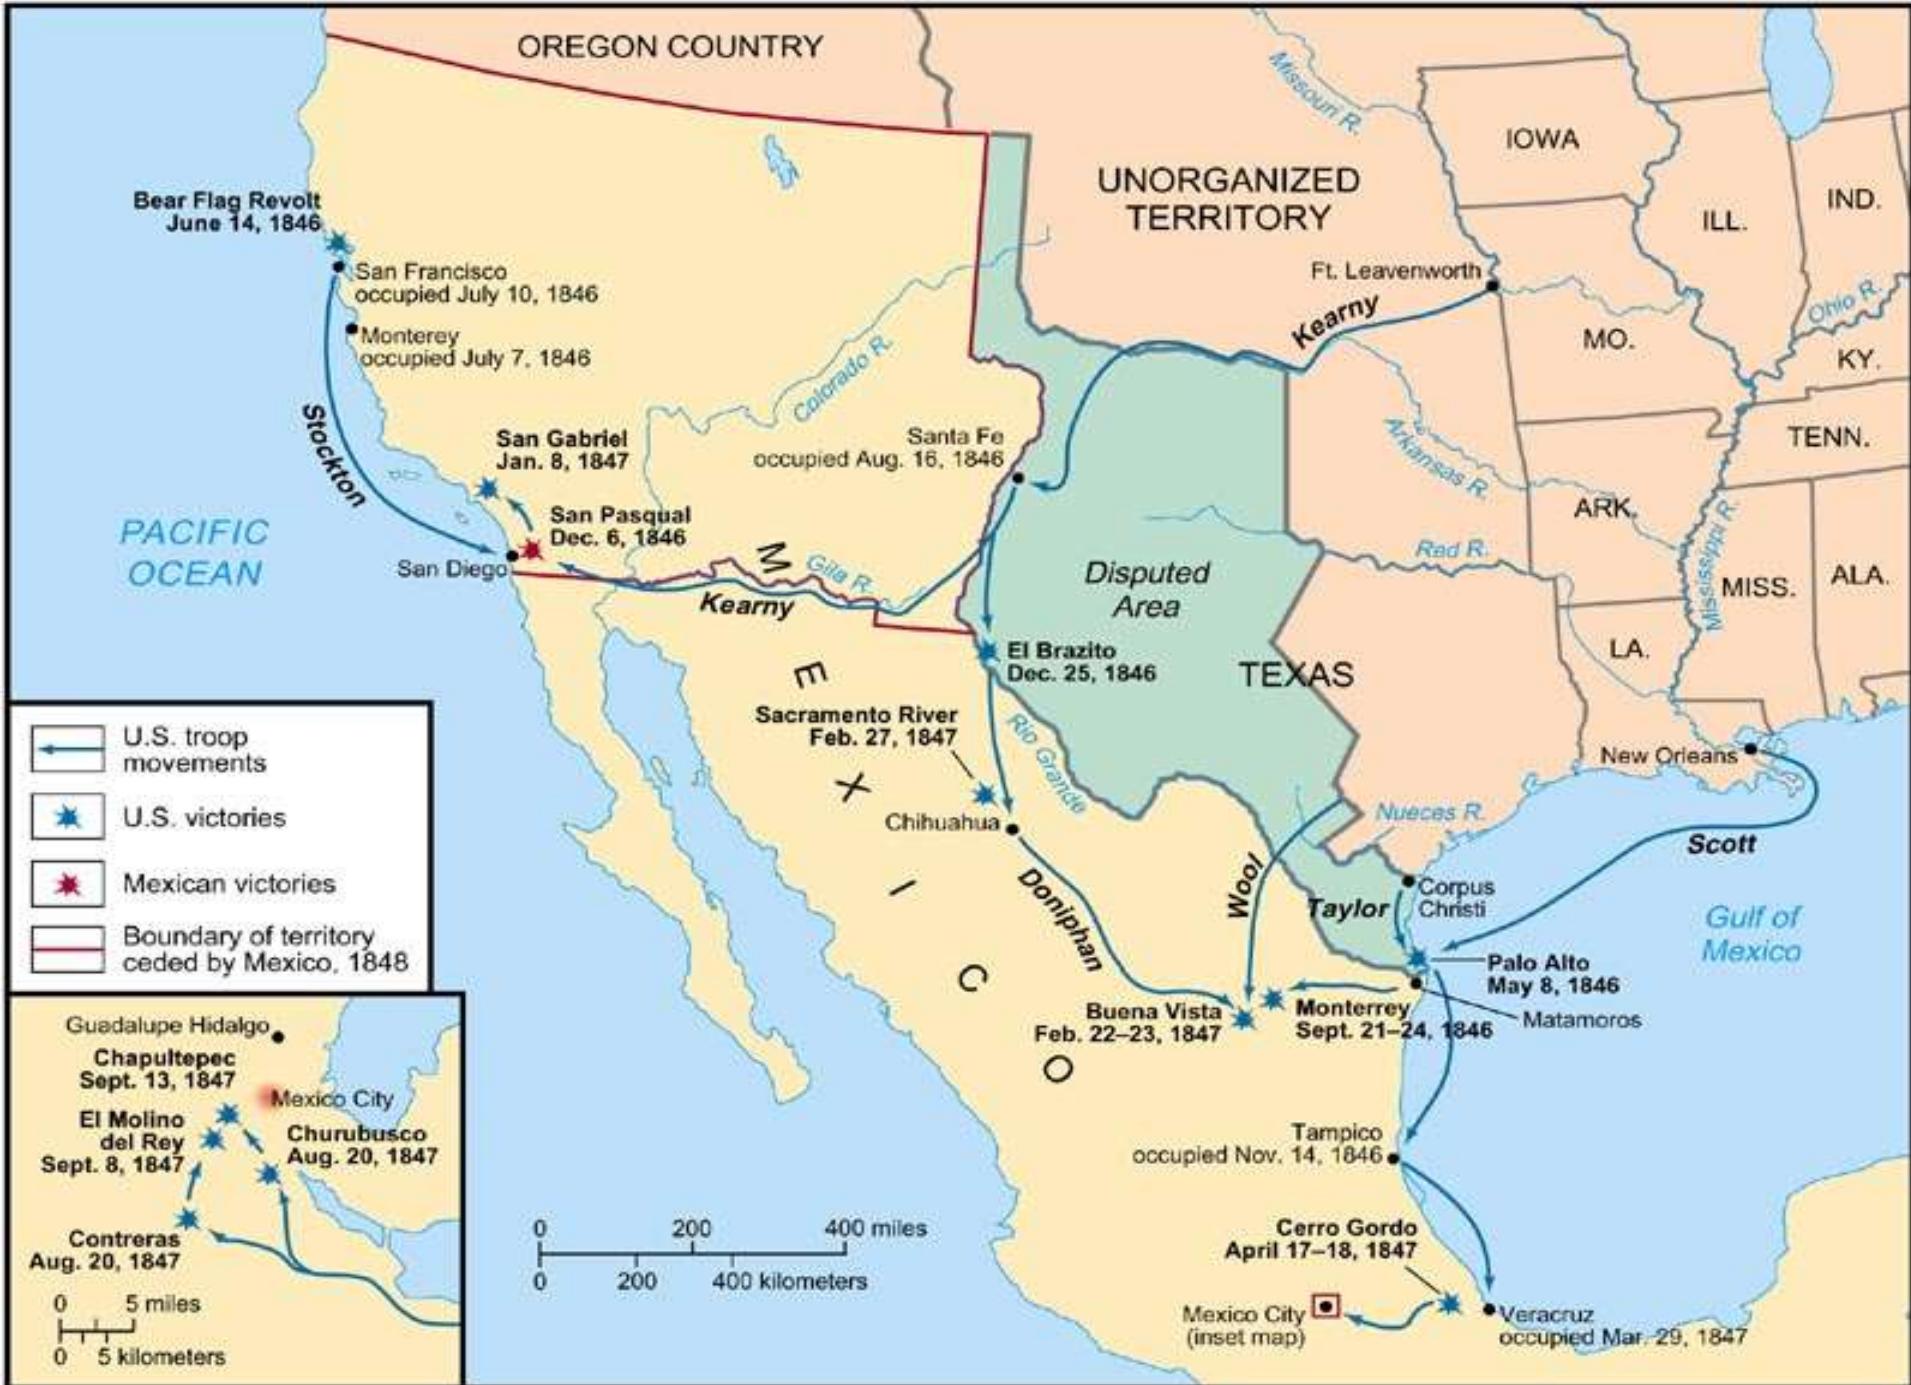 OREGON COUNTRY
Missouri R.
IOWA
UNORGANIZED
TERRITORY
ILL.
IND.
Bear Flag Revolt
June 14, 1846
San Francisco
occupied July 10, 1846
Monterey
occupied July 7, 1846
Ft. Leavenworth
Kearny
Ohio R.
MO.
KY.
Colorado R.
Stockton
San Gabriel
Jan. 8, 1847
Santa Fe
occupied Aug. 16, 1846
Arkansas R.
TENN.
PACIFIC
OCEAN
San Pasqual
Dec. 6, 1846
San Diego
Gila R.
Kearny
Disputed
Area
Red R.
ARK.
Mississippi R.
MISS.
ALA.
LA.
MEXICO
El Brazito
Dec. 25, 1846
TEXAS
Sacramento River
Feb. 27, 1847
Rio Grande
Chihuahua
Doniphan
Wool
Nueces R.
New Orleans
Scott
Corpus
Christi
Taylor
Gulf of
Mexico
Palo Alto
May 8, 1846
Matamoros
Monterrey
Sept. 21–24, 1846
Buena Vista
Feb. 22–23, 1847
Tampico
occupied Nov. 14, 1846
Cerro Gordo
April 17–18, 1847
Mexico City
(inset map)
Veracruz
occupied Mar. 29, 1847
0 200 400 miles
0 200 400 kilometers
U.S. troop
movements
U.S. victories
Mexican victories
Boundary of territory
ceded by Mexico, 1848
Guadalupe Hidalgo
Chapultepec
Sept. 13, 1847
Mexico City
El Molino
del Rey
Sept. 8, 1847
Churubusco
Aug. 20, 1847
Contreras
Aug. 20, 1847
0 5 miles
0 5 kilometers